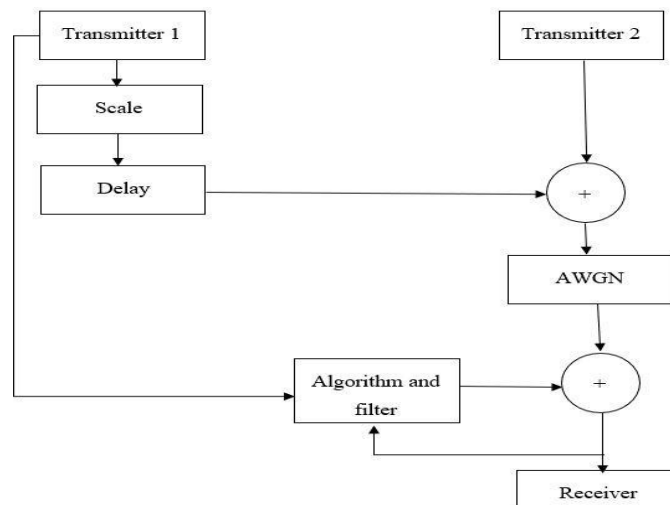 Transmitter 1
Transmitter 2
Scale
Delay
+
AWGN
Algorithm and
filter
+
Receiver